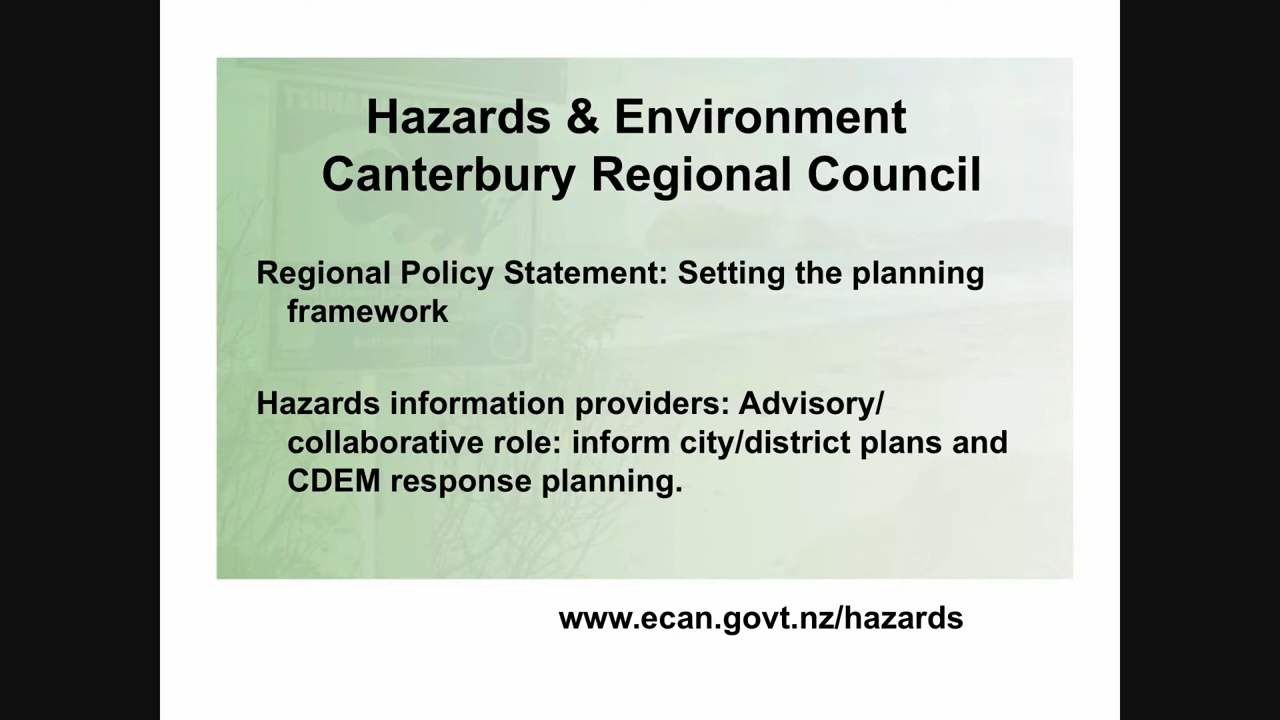 Hazards & Environment
Canterbury Regional Council
Regional Policy Statement: Setting the planning
framework
Hazards information providers: Advisory/
collaborative role: inform city/district plans and
CDEM response planning.
www.ecan.govt.nz/hazards